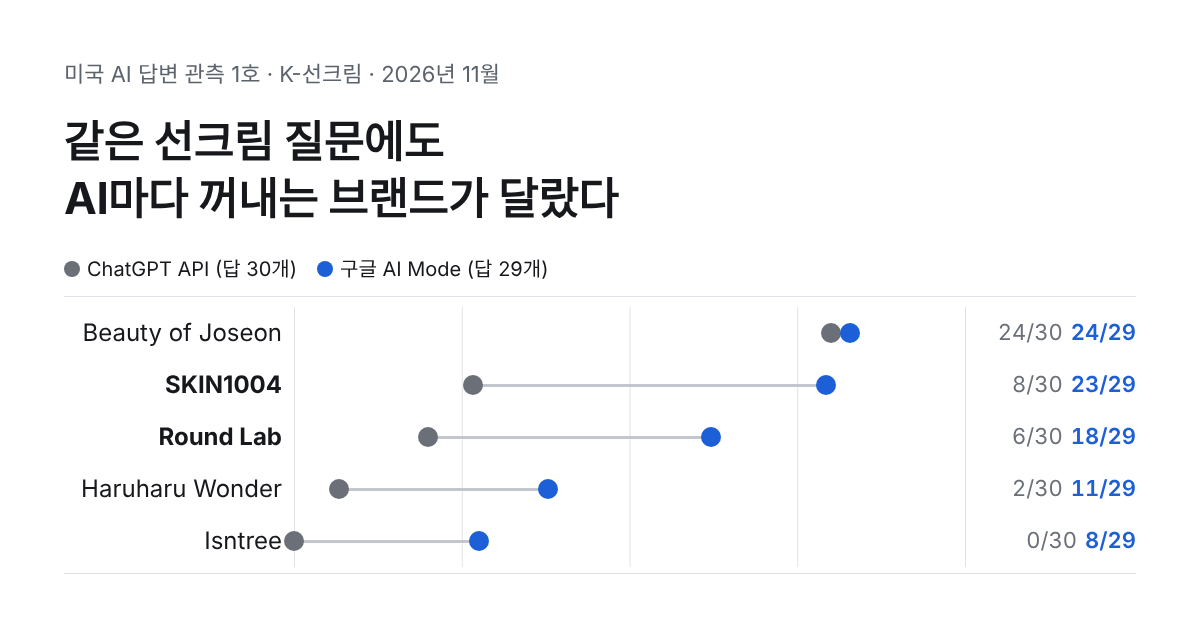 미국 AI 답변 관측 1호 · K-선크림 · 2026년 11월
같은 선크림 질문에도
AI마다 꺼내는 브랜드가 달랐다
ChatGPT API (답 30개) 구글 AI Mode (답 29개)
Beauty of Joseon 24/30 24/29
SKIN1004 8/30 23/29
Round Lab 6/30 18/29
Haruharu Wonder 2/30 11/29
Isntree 0/30 8/29